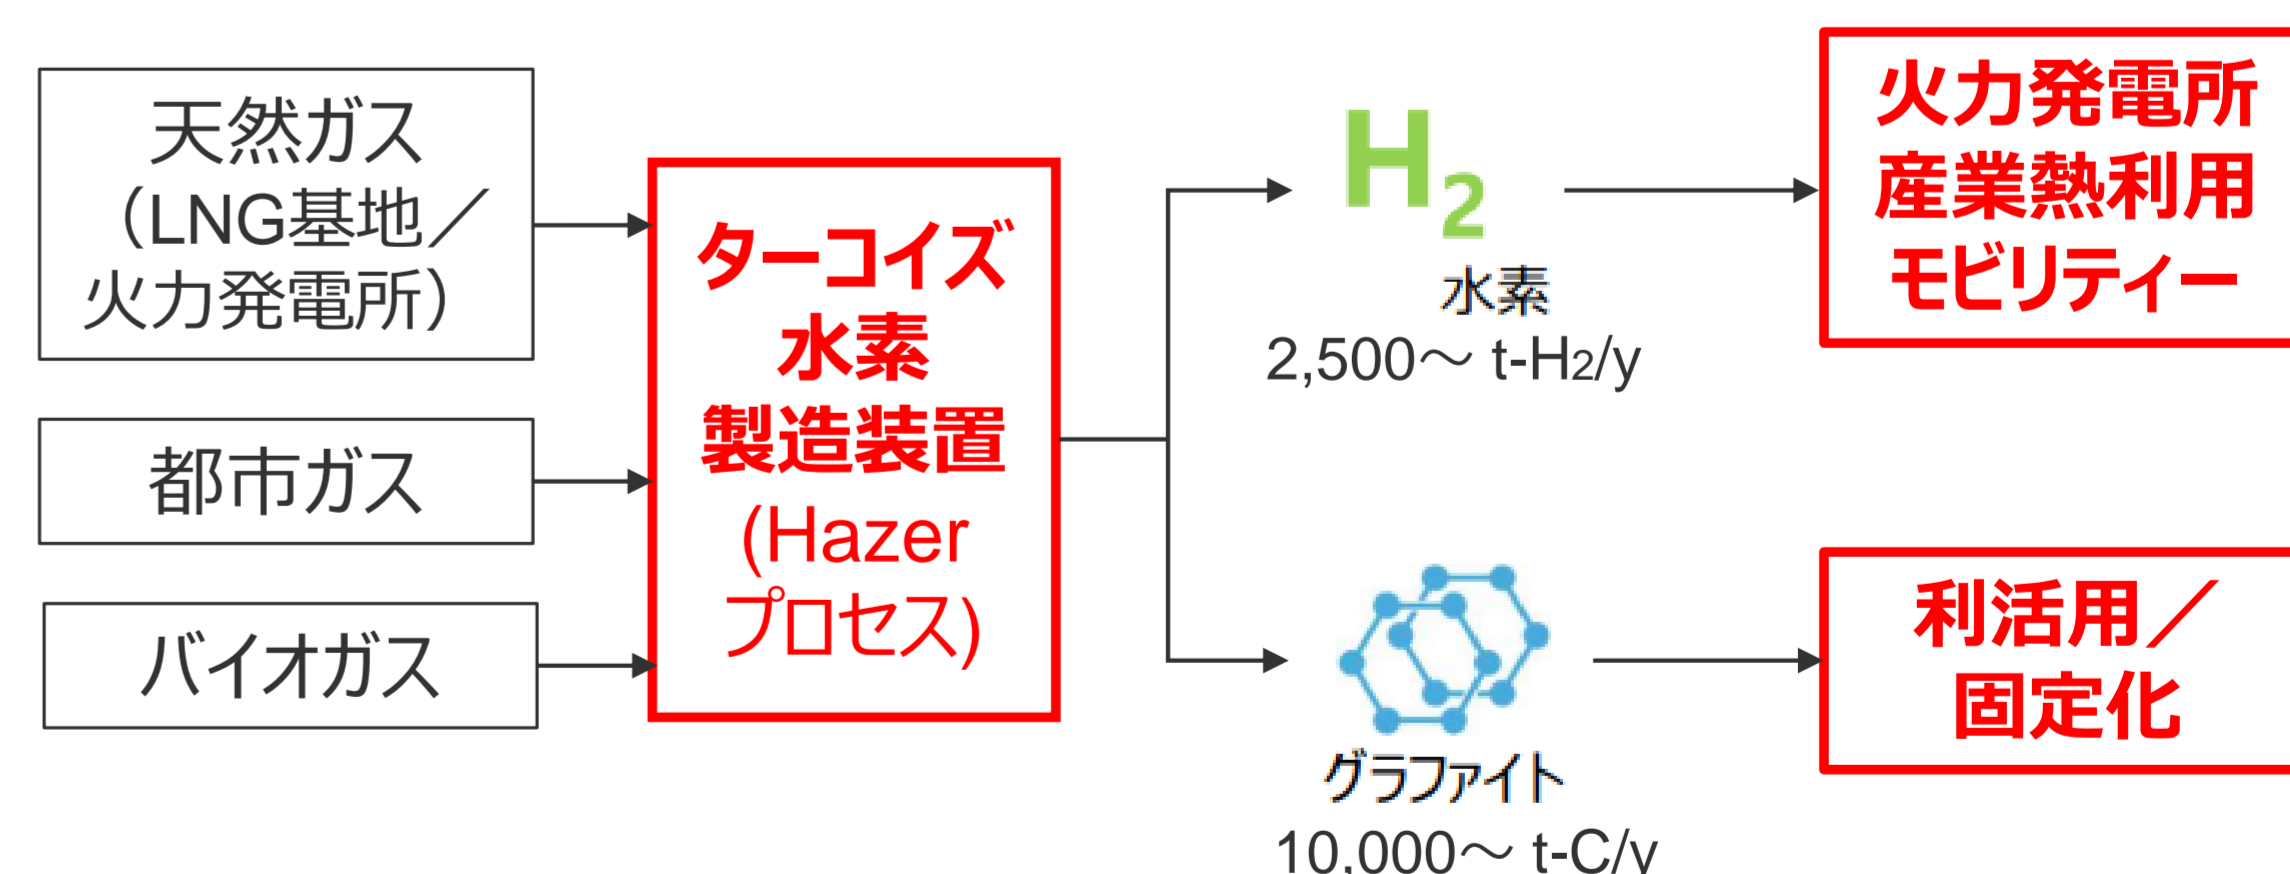 天然ガス
（LNG基地／
火力発電所）
都市ガス
バイオガス
ターコイズ
水素
製造装置
(Hazer
プロセス)
H2
水素
2,500～ t-H2/y
グラファイト
10,000～ t-C/y
火力発電所
産業熱利用
モビリティー
利活用／
固定化